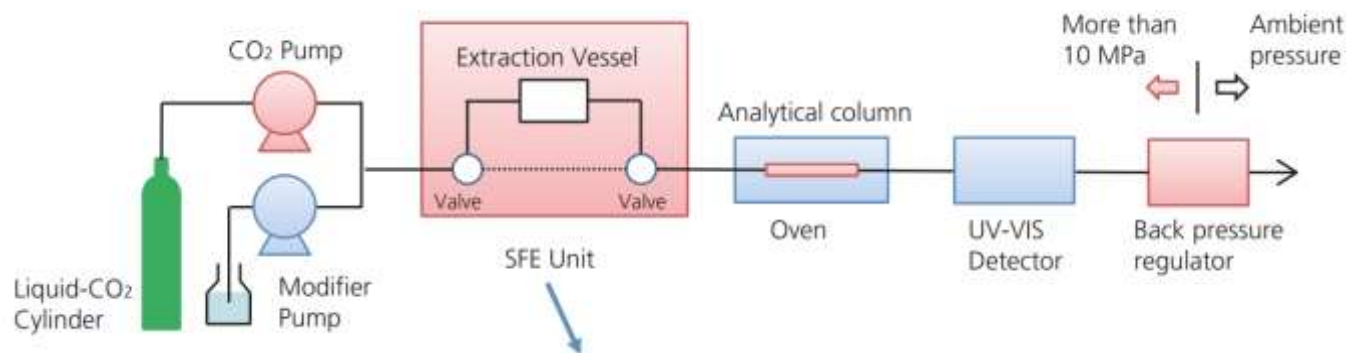 CO₂ Pump
Extraction Vessel
Valve
Valve
SFE Unit
Liquid-CO₂
Cylinder
Modifier
Pump
Analytical column
Oven
UV-VIS
Detector
More than
10 MPa
Ambient
pressure
Back pressure
regulator